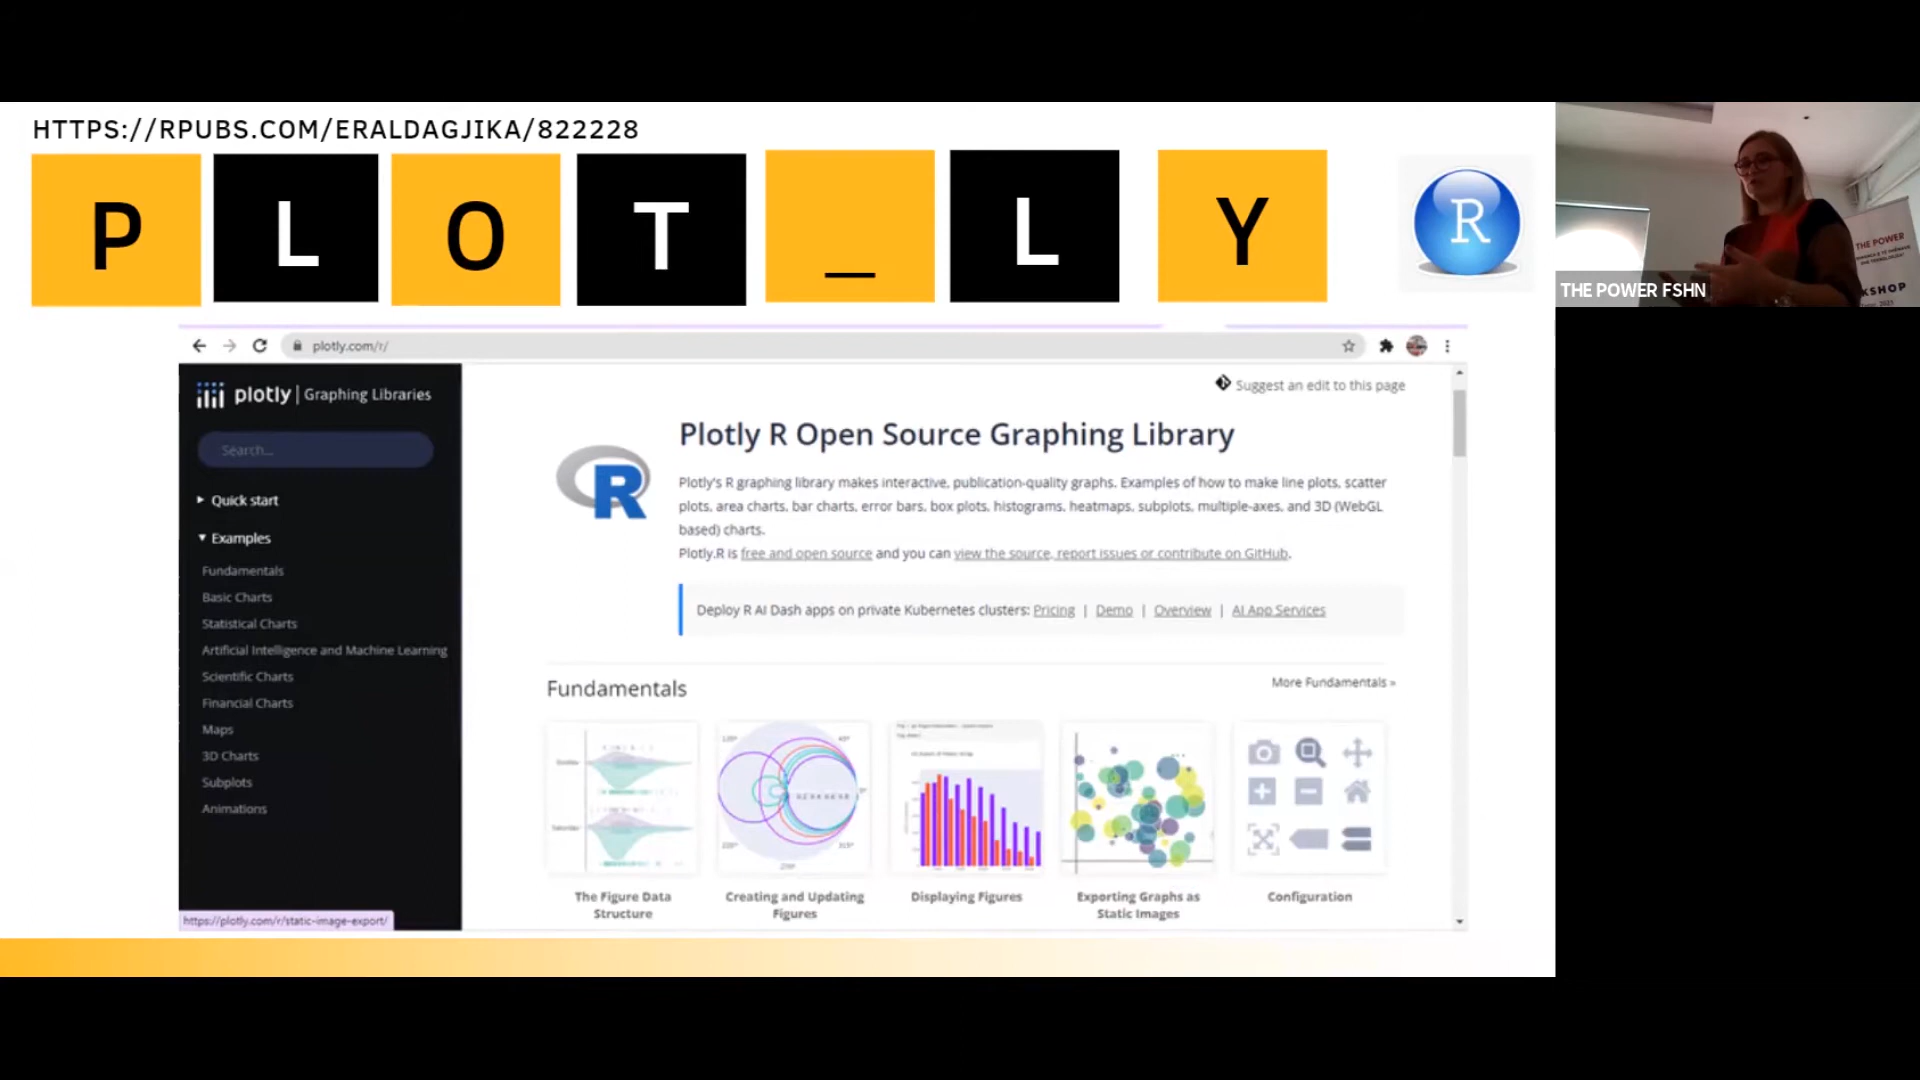 HTTPS://RPUBS.COM/ERALDAGJIKA/822228
P L O T _ L Y
R
THE POWER
KSHOP
THE POWER FSHN
plotly.com/r/
plotly | Graphing Libraries
Search...
Quick start
Examples
Fundamentals
Basic Charts
Statistical Charts
Artificial Intelligence and Machine Learning
Scientific Charts
Financial Charts
Maps
3D Charts
Subplots
Animations
https://plotly.com/r/static-image-export/
Suggest an edit to this page
R
Plotly R Open Source Graphing Library
Plotly's R graphing library makes interactive, publication-quality graphs. Examples of how to make line plots, scatter
plots, area charts, bar charts, error bars, box plots, histograms, heatmaps, subplots, multiple-axes, and 3D (WebGL
based) charts.
Plotly.R is free and open source and you can view the source, report issues or contribute on GitHub.
Deploy R AI Dash apps on private Kubernetes clusters: Pricing | Demo | Overview | AI App Services
Fundamentals
More Fundamentals »
The Figure Data
Structure
Creating and Updating
Figures
Displaying Figures
Exporting Graphs as
Static Images
Configuration